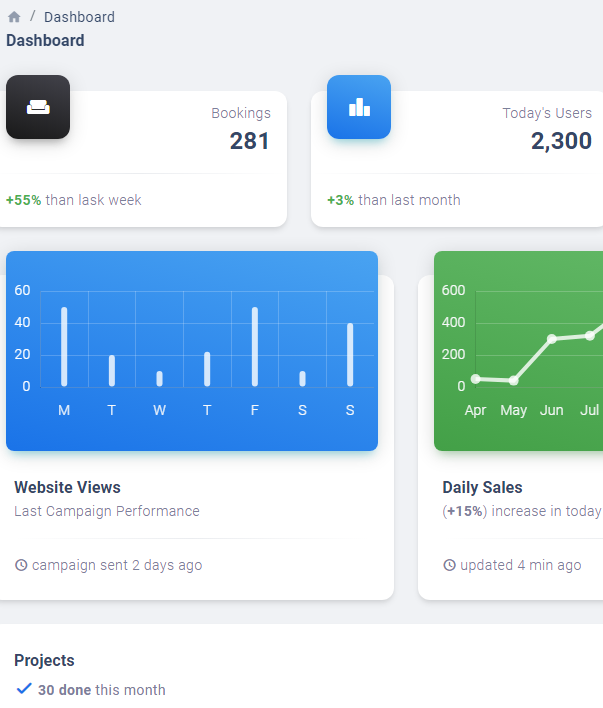 / Dashboard
Dashboard
Bookings
281
+55% than lask week
Today's Users
2,300
+3% than last month
60
40
20
0
M T W T F S S
Website Views
Last Campaign Performance
campaign sent 2 days ago
600
400
200
0
Apr May Jun Jul
Daily Sales
(+15%) increase in today
updated 4 min ago
Projects
30 done this month